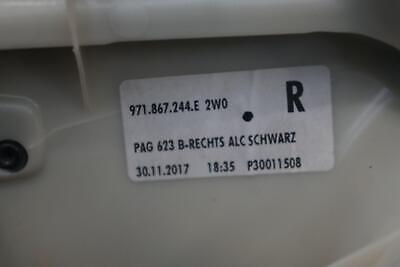 971.867.244.E 2W0 . R
PAG 623 B-RECHTS ALC SCHWARZ
30.11.2017 18:35 P30011508